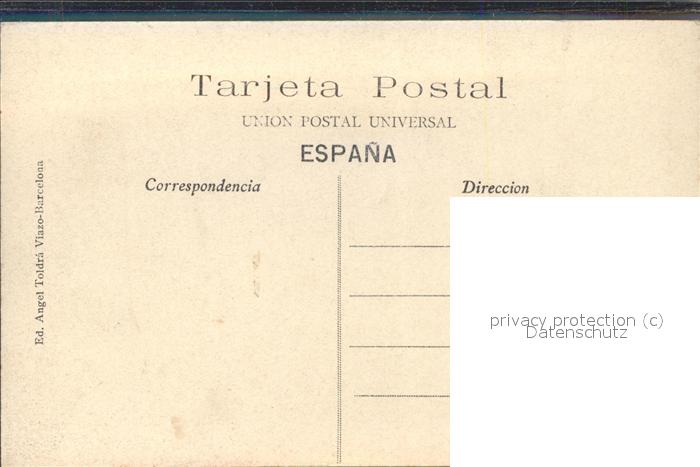 Tarjeta Postal
UNION POSTAL UNIVERSAL
ESPAÑA
Correspondencia
Direccion
Ed. Angel Toldrá Viazo-Barcelona
privacy protection (c)
Datenschutz